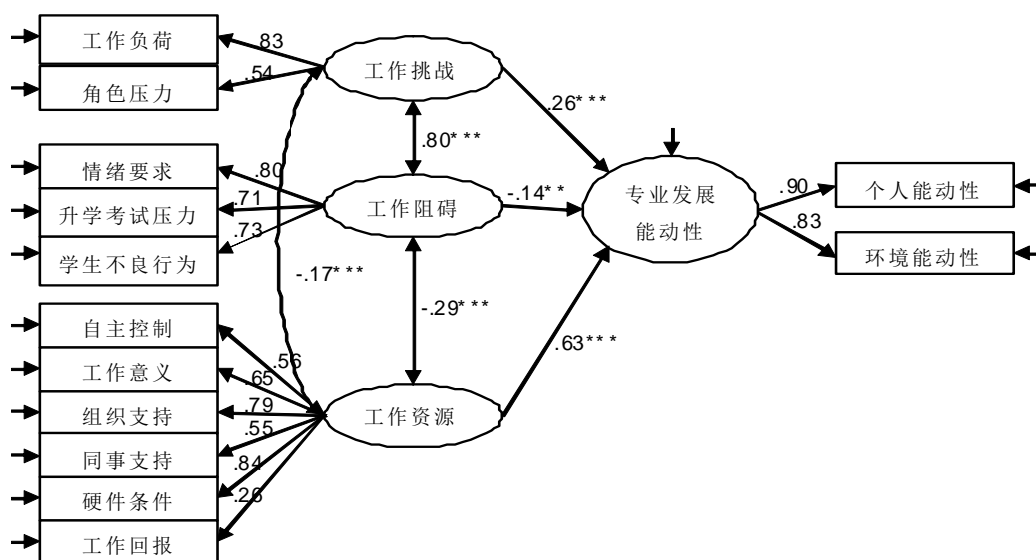 工作负荷
角色压力
情绪要求
升学考试压力
学生不良行为
自主控制
工作意义
组织支持
同事支持
硬件条件
工作回报
.83
.54
.80
.71
.73
.56
.65
.79
.55
.84
.26
工作挑战
工作阻碍
工作资源
.80***
-.17***
-.29***
.26***
-.14**
.63***
专业发展
能动性
.90
.83
个人能动性
环境能动性